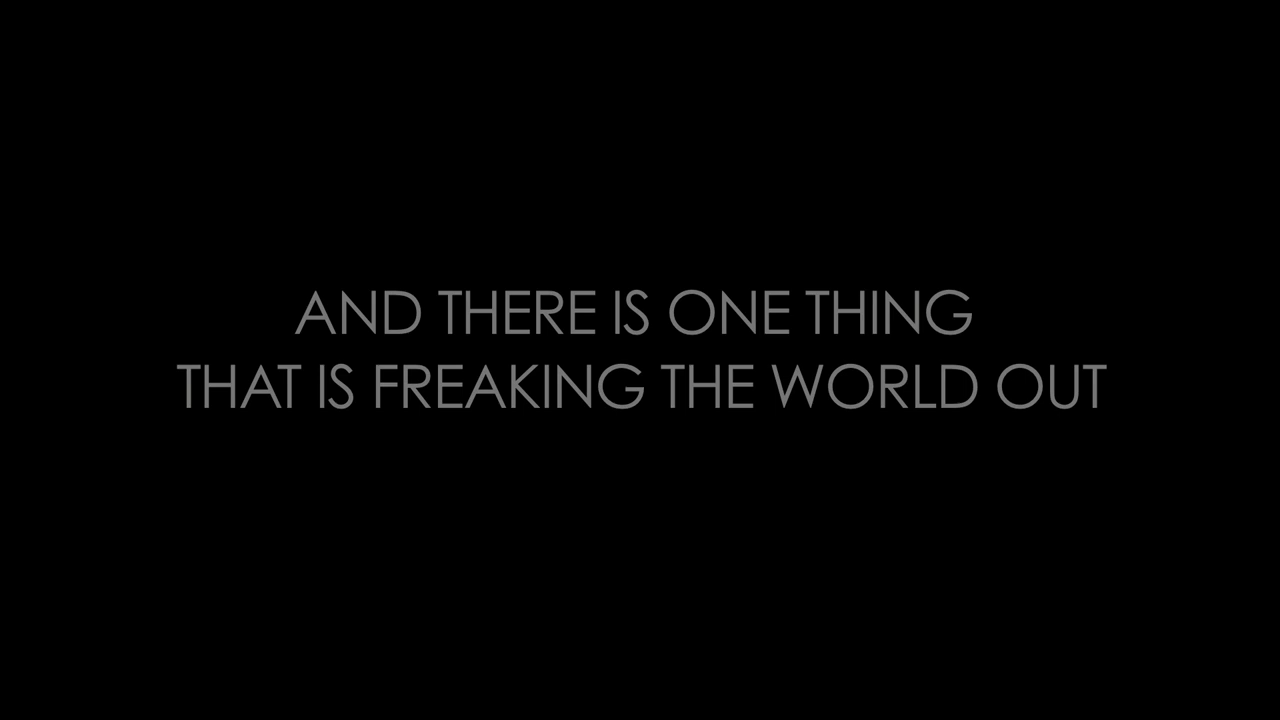 AND THERE IS ONE THING
THAT IS FREAKING THE WORLD OUT